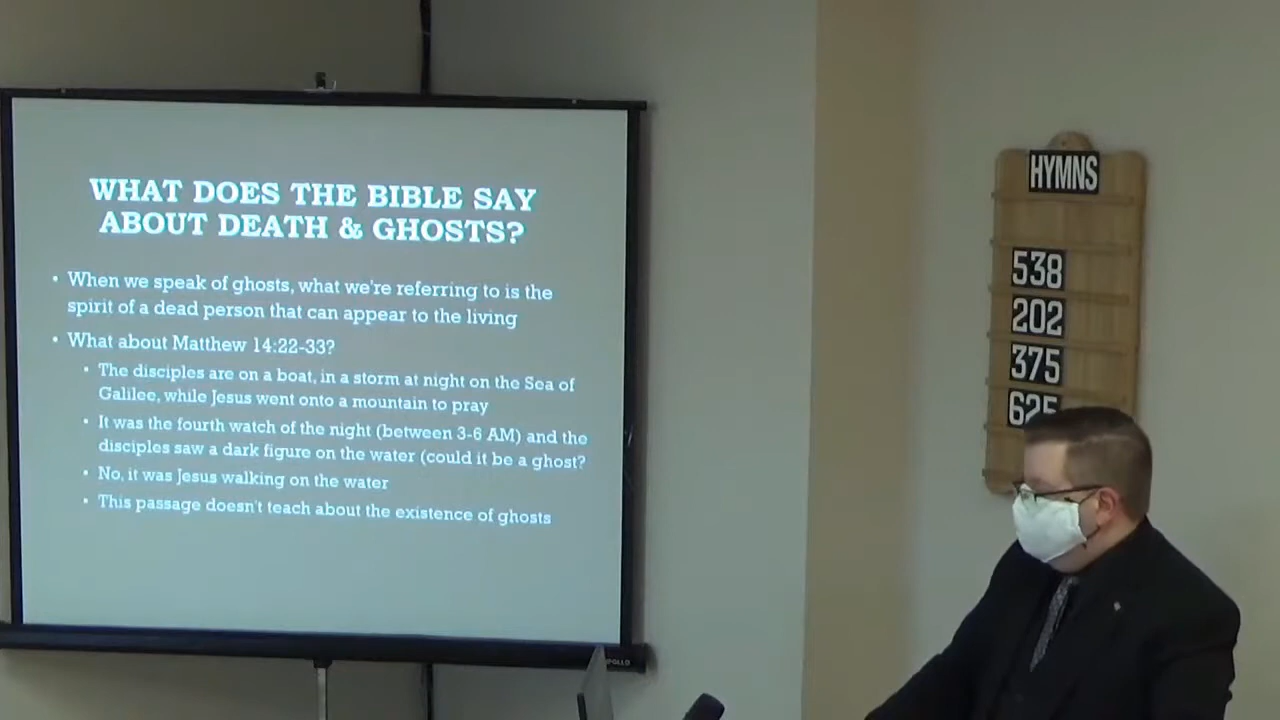 WHAT DOES THE BIBLE SAY
ABOUT DEATH & GHOSTS?
• When we speak of ghosts, what we're referring to is the
spirit of a dead person that can appear to the living
• What about Matthew 14:22-33?
• The disciples are on a boat, in a storm at night on the Sea of
Galilee, while Jesus went onto a mountain to pray
• It was the fourth watch of the night (between 3-6 AM) and the
disciples saw a dark figure on the water (could it be a ghost?
• No, it was Jesus walking on the water
• This passage doesn't teach about the existence of ghosts
HYMNS
538
202
375
625